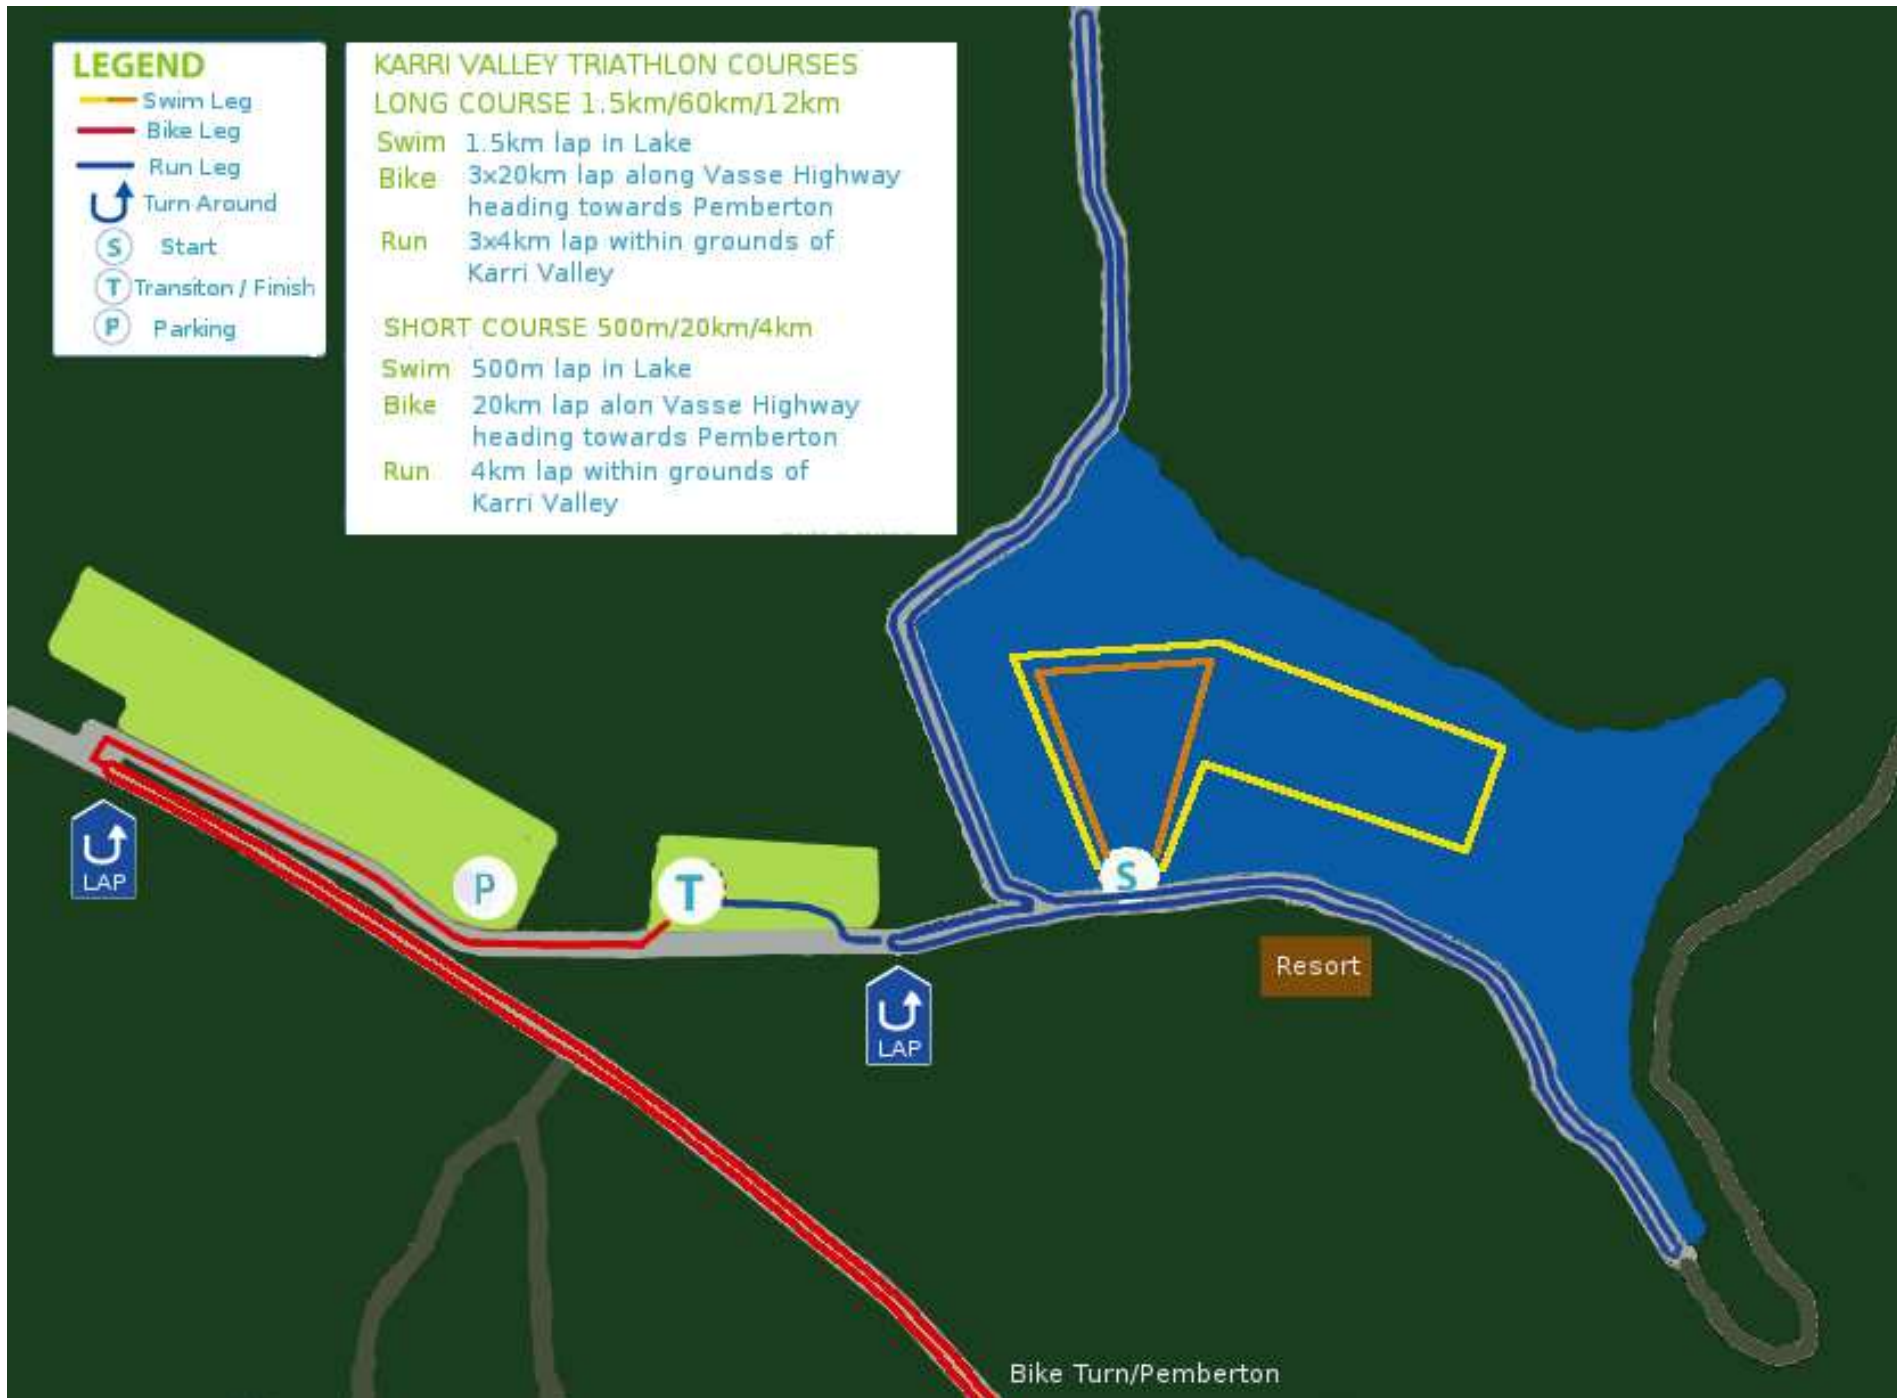 LEGEND
Swim Leg
Bike Leg
Run Leg
Turn Around
S Start
T Transiton / Finish
P Parking
KARRI VALLEY TRIATHLON COURSES
LONG COURSE 1.5km/60km/12km
Swim 1.5km lap in Lake
Bike 3x20km lap along Vasse Highway
heading towards Pemberton
Run 3x4km lap within grounds of
Karri Valley
SHORT COURSE 500m/20km/4km
Swim 500m lap in Lake
Bike 20km lap alon Vasse Highway
heading towards Pemberton
Run 4km lap within grounds of
Karri Valley
LAP
P
T
S
Resort
LAP
Bike Turn/Pemberton